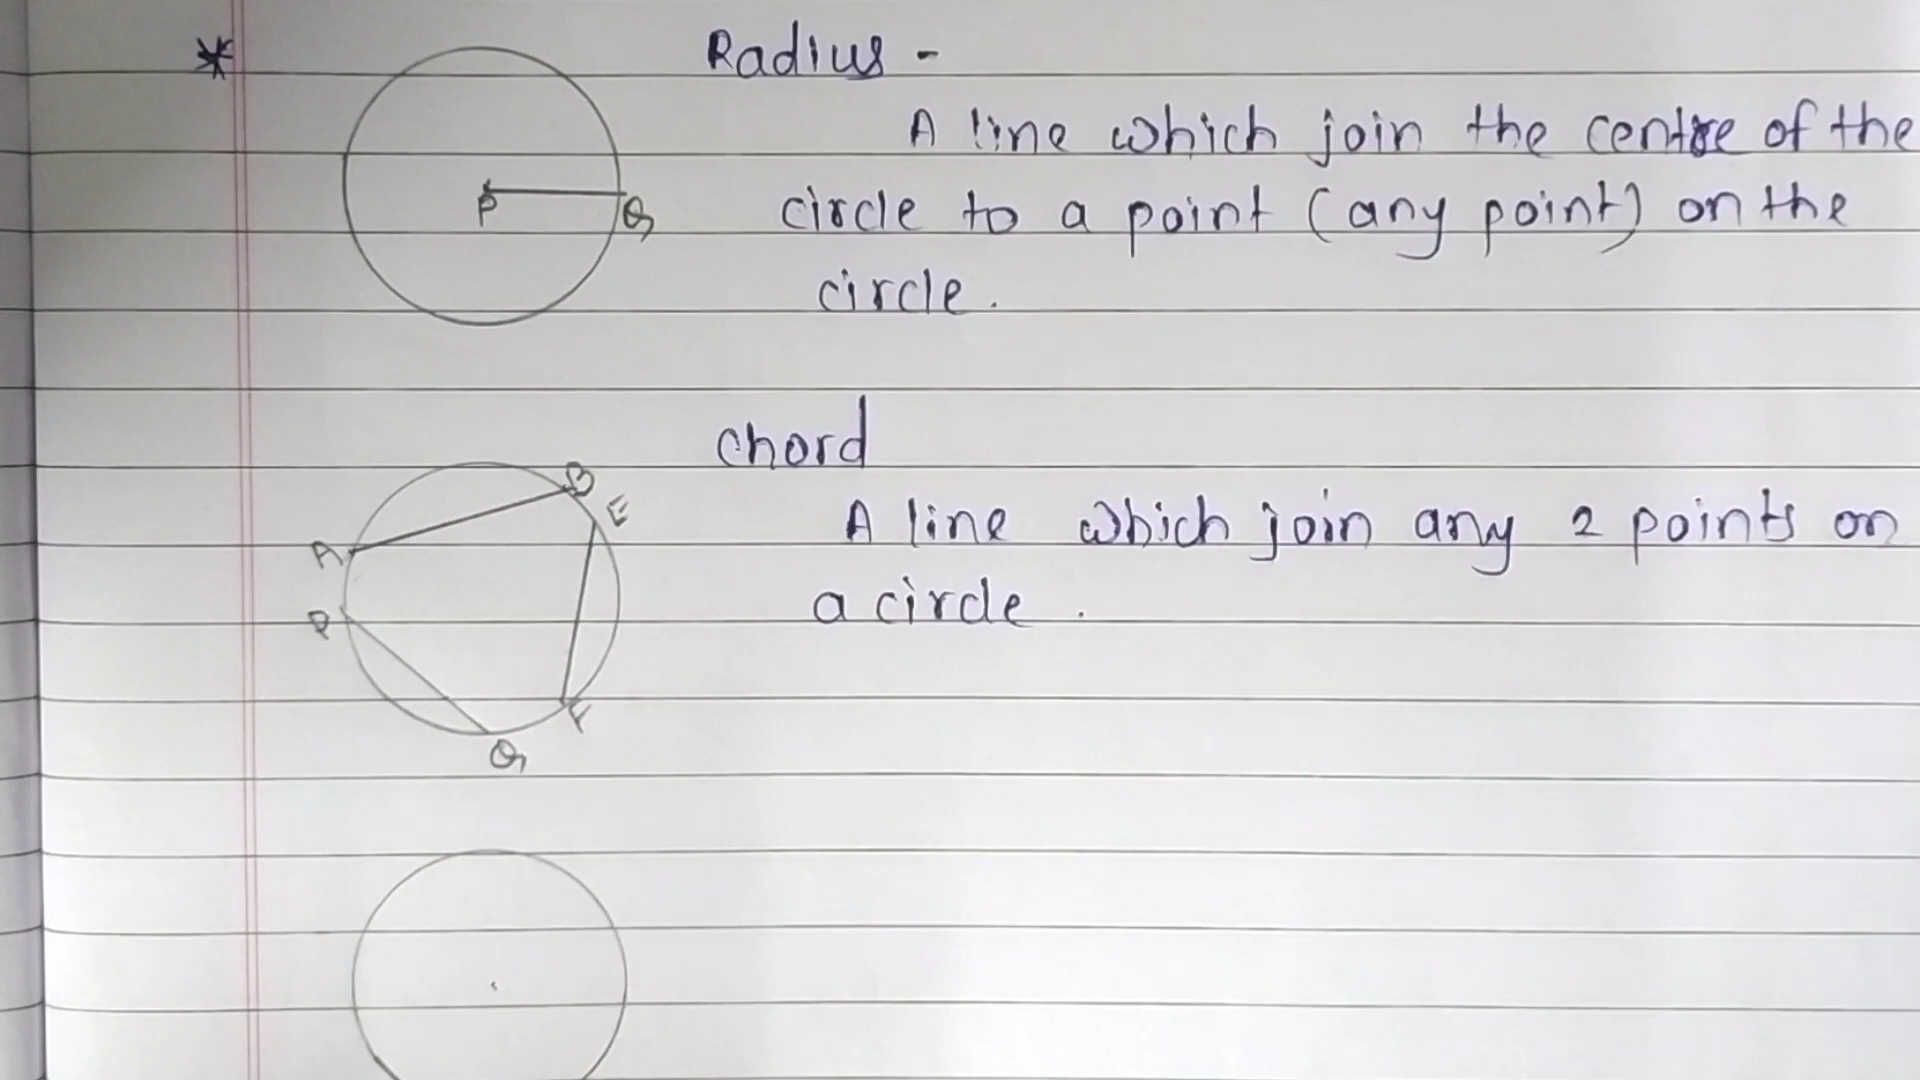 * Radius -
A line which join the centre of the
P
Q
circle to a point (any point) on the
circle.
chord
B
E
A line which join any 2 points on
A
a circle.
P
F
Q